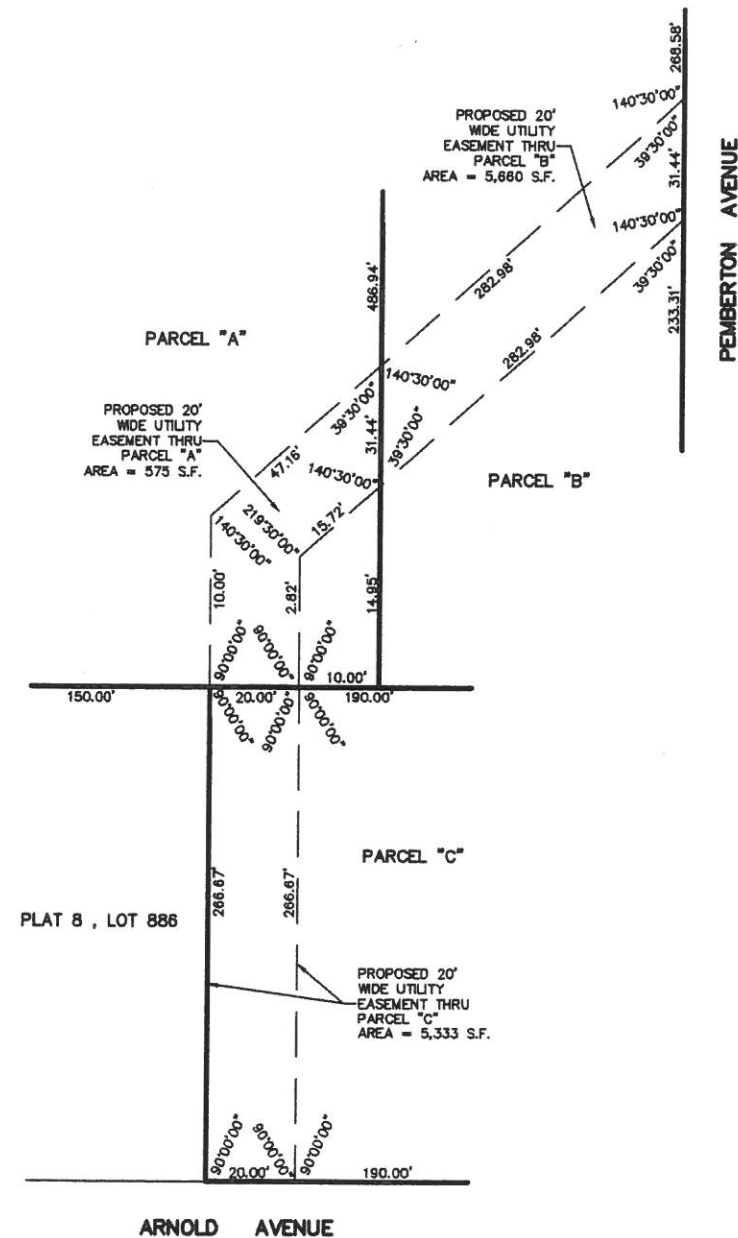 268.58'
140°30'00"
39°30'00"
31.44'
PROPOSED 20'
WIDE UTILITY
EASEMENT THRU
PARCEL "B"
AREA = 5,660 S.F.
140°30'00"
39°30'00"
233.31'
PEMBERTON AVENUE
282.98'
282.98'
486.94'
PARCEL "A"
140°30'00"
39°30'00"
31.44'
39°30'00"
140°30'00"
PROPOSED 20'
WIDE UTILITY
EASEMENT THRU
PARCEL "A"
AREA = 575 S.F.
47.16'
PARCEL "B"
219°30'00"
140°30'00"
15.72'
10.00'
2.82'
14.95'
90°00'00"
90°00'00"
90°00'00"
10.00'
150.00'
20.00'
190.00'
90°00'00"
90°00'00"
90°00'00"
PARCEL "C"
266.67'
266.67'
PLAT 8 , LOT 886
PROPOSED 20'
WIDE UTILITY
EASEMENT THRU
PARCEL "C"
AREA = 5,333 S.F.
90°00'00"
90°00'00"
90°00'00"
20.00'
190.00'
ARNOLD AVENUE